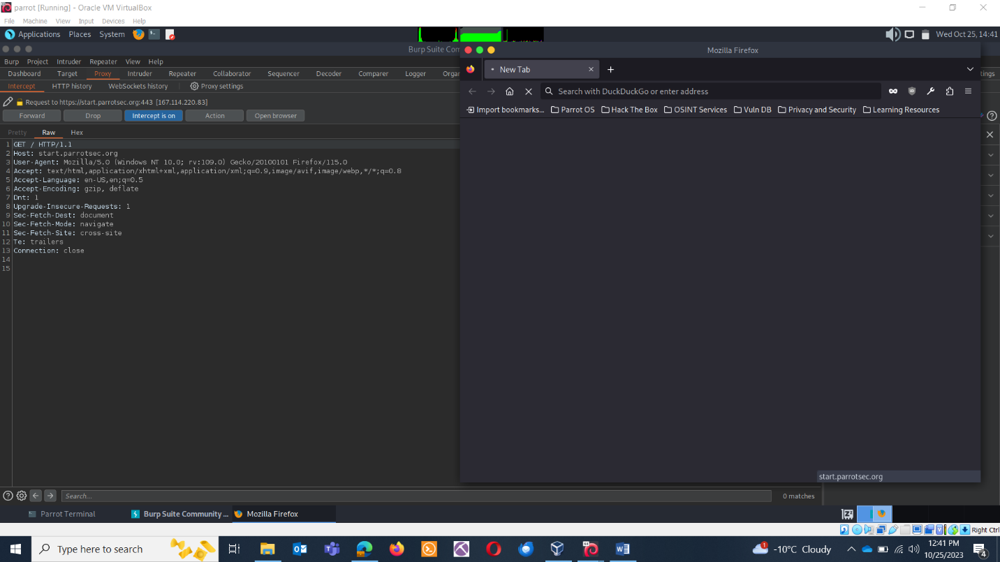 parrot [Running] - Oracle VM VirtualBox
File Machine View Input Devices Help
Applications Places System Wed Oct 25, 14:41
Burp Suite Com
Mozilla Firefox
Burp Project Intruder Repeater View Help
Dashboard Target Proxy Intruder Repeater Collaborator Sequencer Decoder Comparer Logger Organ
tings
New Tab
Intercept HTTP history WebSockets history Proxy settings
Search with DuckDuckGo or enter address
Request to https://start.parrotsec.org:443 [167.114.220.83]
Import bookmarks... Parrot OS Hack The Box OSINT Services Vuln DB Privacy and Security Learning Resources
Forward Drop Intercept is on Action Open browser
Pretty Raw Hex
1 GET / HTTP/1.1
2 Host: start.parrotsec.org
3 User-Agent: Mozilla/5.0 (Windows NT 10.0; rv:109.0) Gecko/20100101 Firefox/115.0
4 Accept: text/html,application/xhtml+xml,application/xml;q=0.9,image/avif,image/webp,*/*;q=0.8
5 Accept-Language: en-US,en;q=0.5
6 Accept-Encoding: gzip, deflate
7 Dnt: 1
8 Upgrade-Insecure-Requests: 1
9 Sec-Fetch-Dest: document
10 Sec-Fetch-Mode: navigate
11 Sec-Fetch-Site: cross-site
12 Te: trailers
13 Connection: close
14
15
start.parrotsec.org
Search... 0 matches
Parrot Terminal Burp Suite Community ... Mozilla Firefox
Right Ctrl
Type here to search
1
-10°C Cloudy
12:41 PM
10/25/2023
4